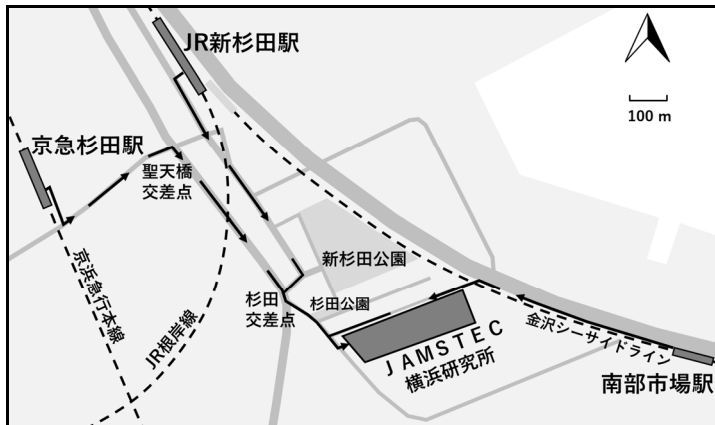 JR新杉田駅
100 m
京急杉田駅
聖天橋
交差点
新杉田公園
京浜急行本線
杉田
交差点
杉田公園
JR根岸線
金沢シーサイドライン
JAMSTEC
横浜研究所
南部市場駅